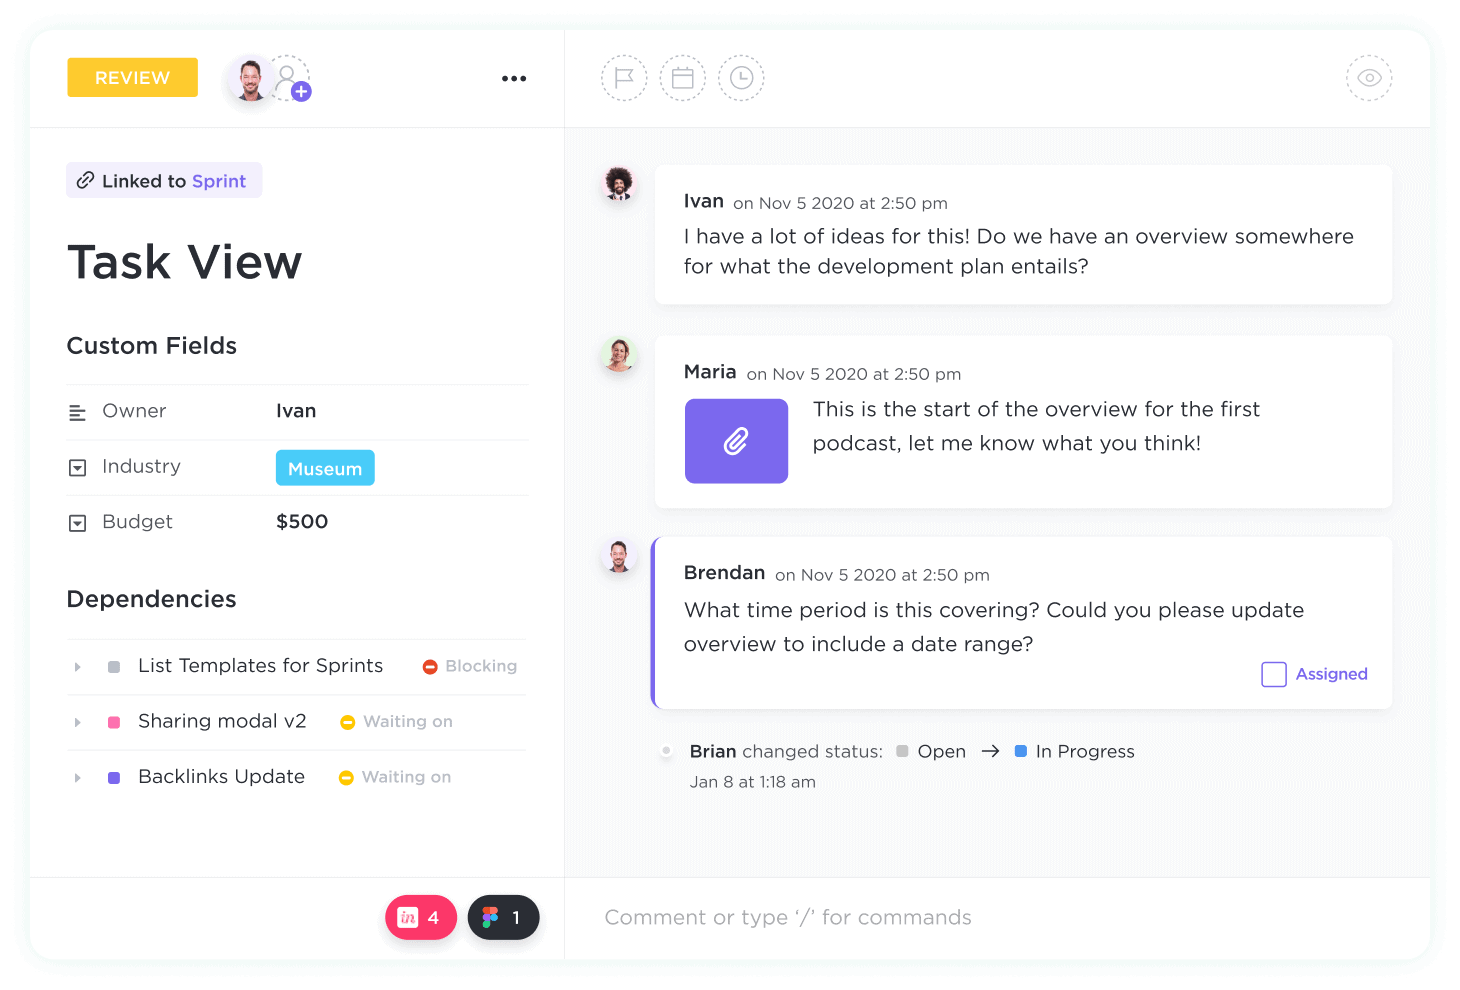 REVIEW
Linked to Sprint
Task View
Custom Fields
Owner Ivan
Industry Museum
Budget $500
Dependencies
List Templates for Sprints Blocking
Sharing modal v2 Waiting on
Backlinks Update Waiting on
in 4 1
Ivan on Nov 5 2020 at 2:50 pm
I have a lot of ideas for this! Do we have an overview somewhere
for what the development plan entails?
Maria on Nov 5 2020 at 2:50 pm
This is the start of the overview for the first
podcast, let me know what you think!
Brendan on Nov 5 2020 at 2:50 pm
What time period is this covering? Could you please update
overview to include a date range?
Assigned
Brian changed status: Open → In Progress
Jan 8 at 1:18 am
Comment or type ‘/’ for commands